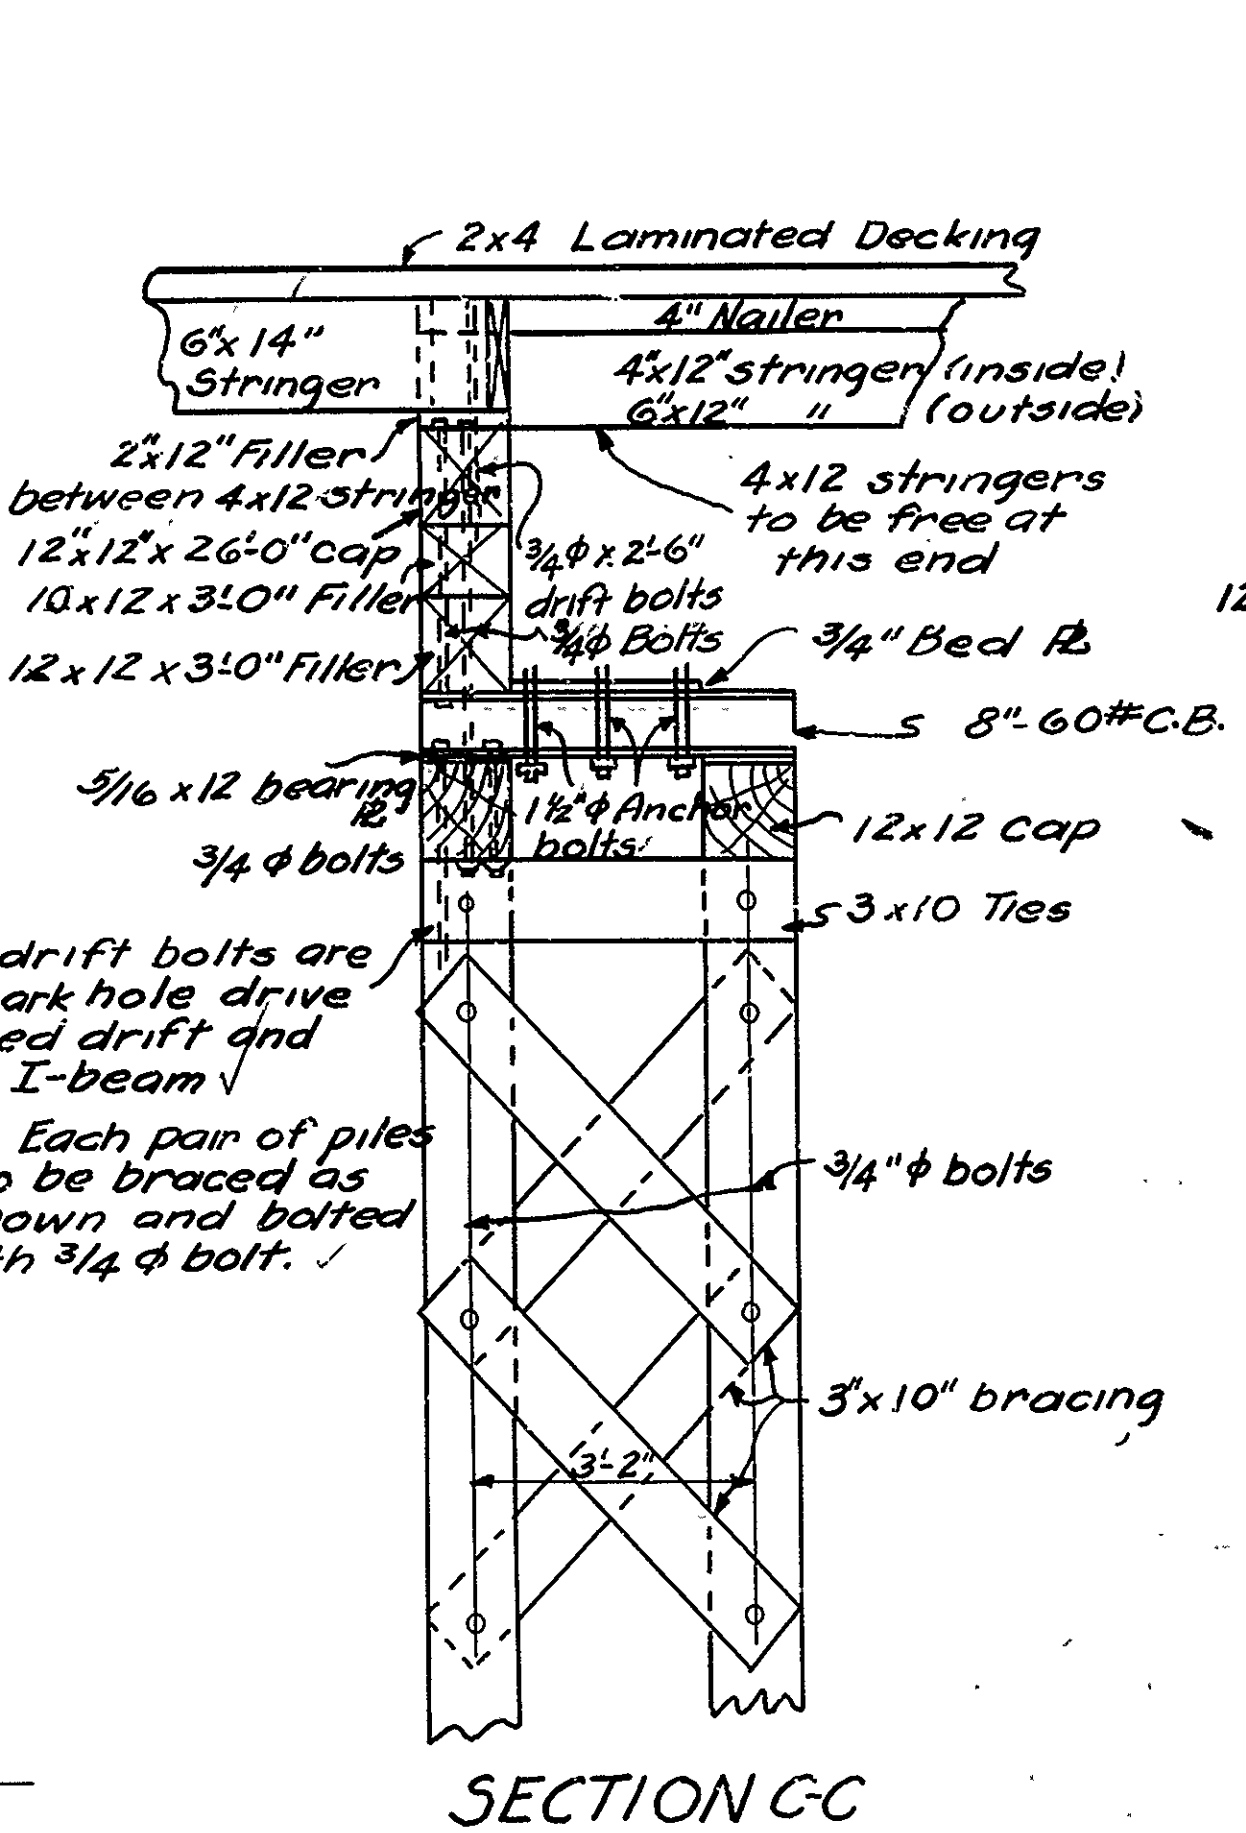 2x4 Laminated Decking
4" Nailer
6"x14"
Stringer
4"x12" stringer (inside)
6"x12" " (outside)
2"x12" Filler
between 4x12 stringer
12"x12"x 26'-0" Cap
10x12x3'-0" Filler
12x12x3'-0" Filler
4x12 stringers
to be free at
this end
3/4 φ x 2'-6"
drift bolts
3/4 φ Bolts
3/4" Bed PL
12
5 8"-60# C.B.
5/16 x12 bearing
PL
1 1/2" φ Anchor
bolts
12x12 Cap
3/4 φ bolts
5-3x10 Ties
drift bolts are
ark hole drive
ed drift and
I-beam √
Each pair of piles
o be braced as
own and bolted
th 3/4 φ bolt. ✓
3/4" φ bolts
3"x10" bracing
3'-2"
SECTION C-C